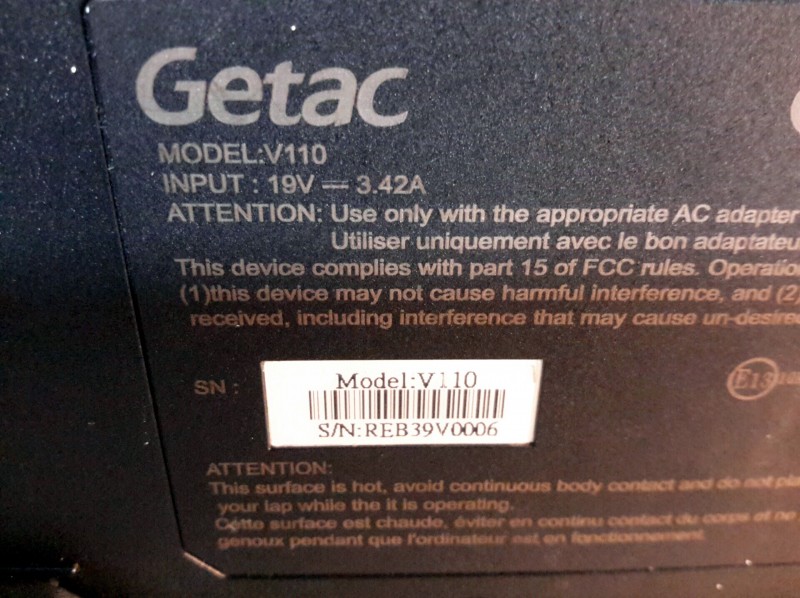 Getac
MODEL:V110
INPUT : 19V ⎓ 3.42A
ATTENTION: Use only with the appropriate AC adapter
Utiliser uniquement avec le bon adaptateu
This device complies with part 15 of FCC rules. Operation
(1)this device may not cause harmful interference, and (2)
received, including interference that may cause un-desire
SN :
Model:V110
S/N:REB39V0006
E13
ATTENTION:
This surface is hot, avoid continuous body contact and do not pla
your lap while the it is operating.
Cette surface est chaude, éviter en continu contact du corps et ne
genoux pendant que l'ordinateur est en fonctionnement